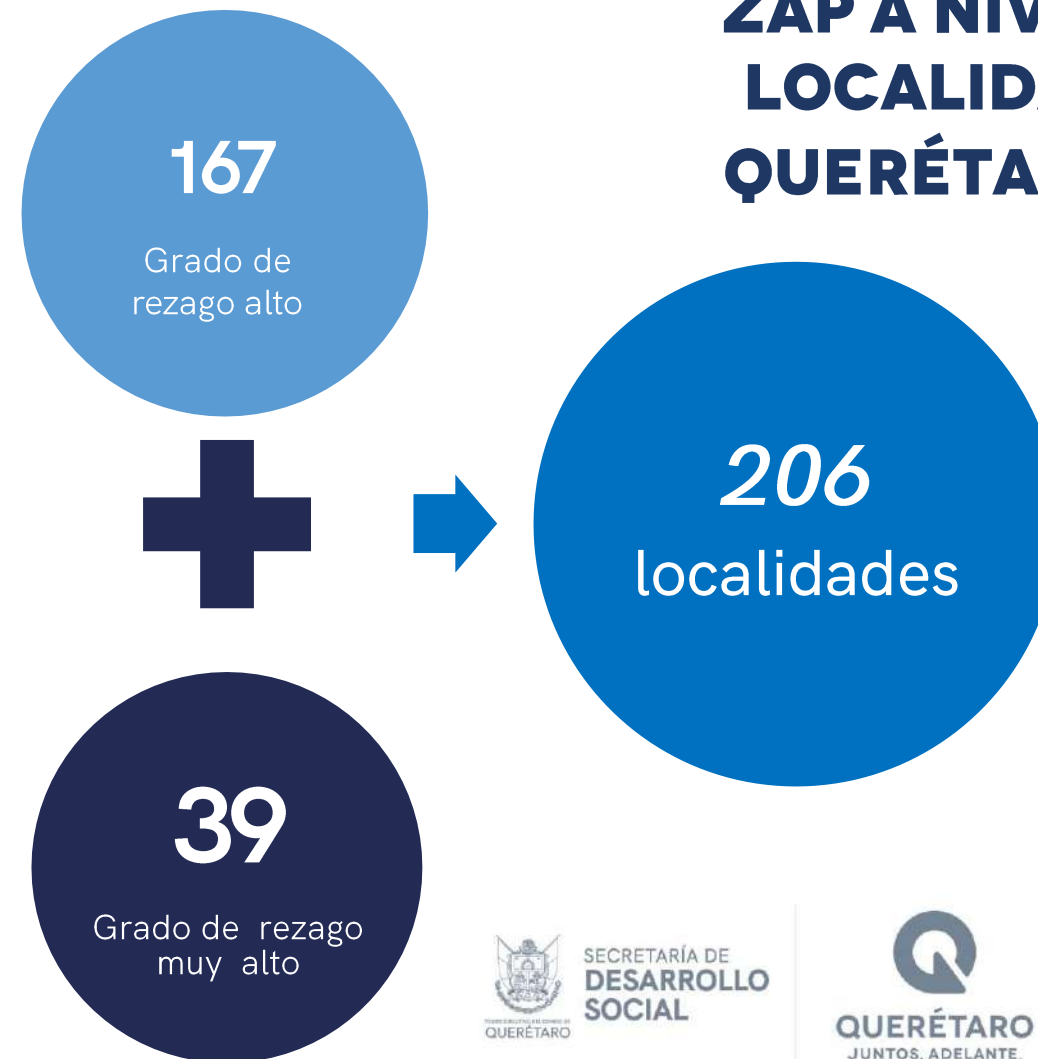 ZAP A NIV
LOCALIDA
QUERÉTA
167
Grado de
rezago alto
206
localidades
39
Grado de rezago
muy alto
SECRETARÍA DE
DESARROLLO
SOCIAL
QUERÉTARO
QUERÉTARO
JUNTOS, ADELANTE.